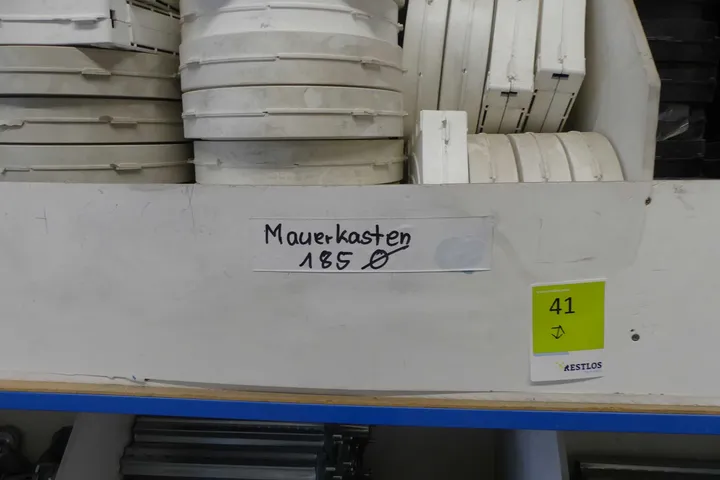 Mauerkasten
185 Ø
41
RESTLOS